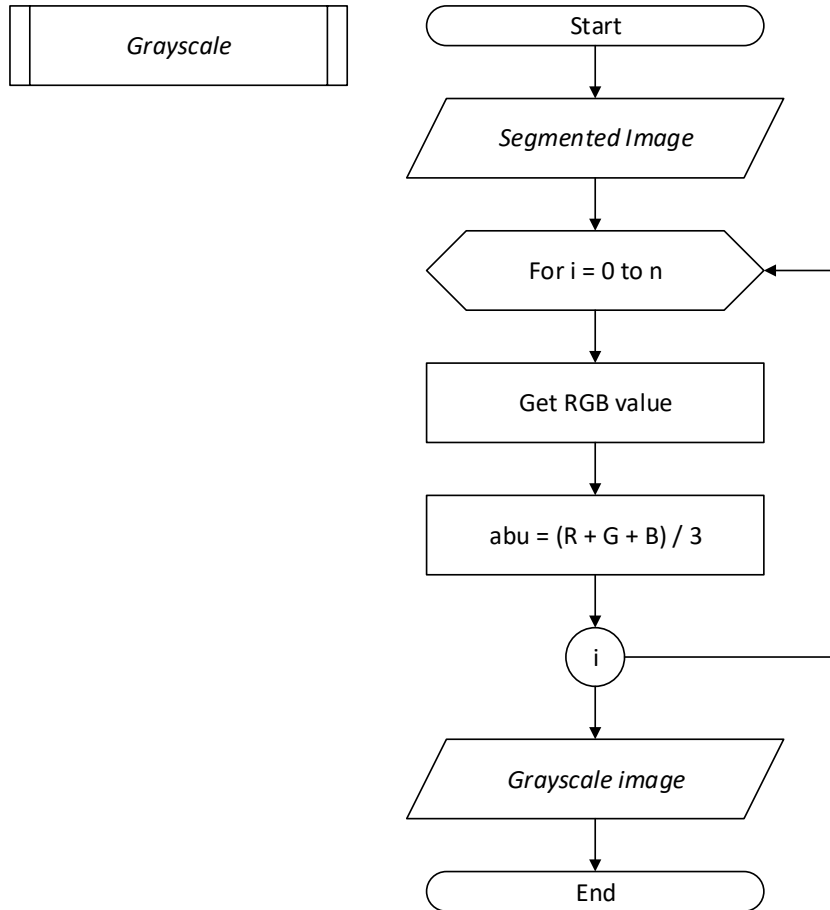 Grayscale
Start
Segmented Image
For i = 0 to n
Get RGB value
abu = (R + G + B) / 3
i
Grayscale image
End